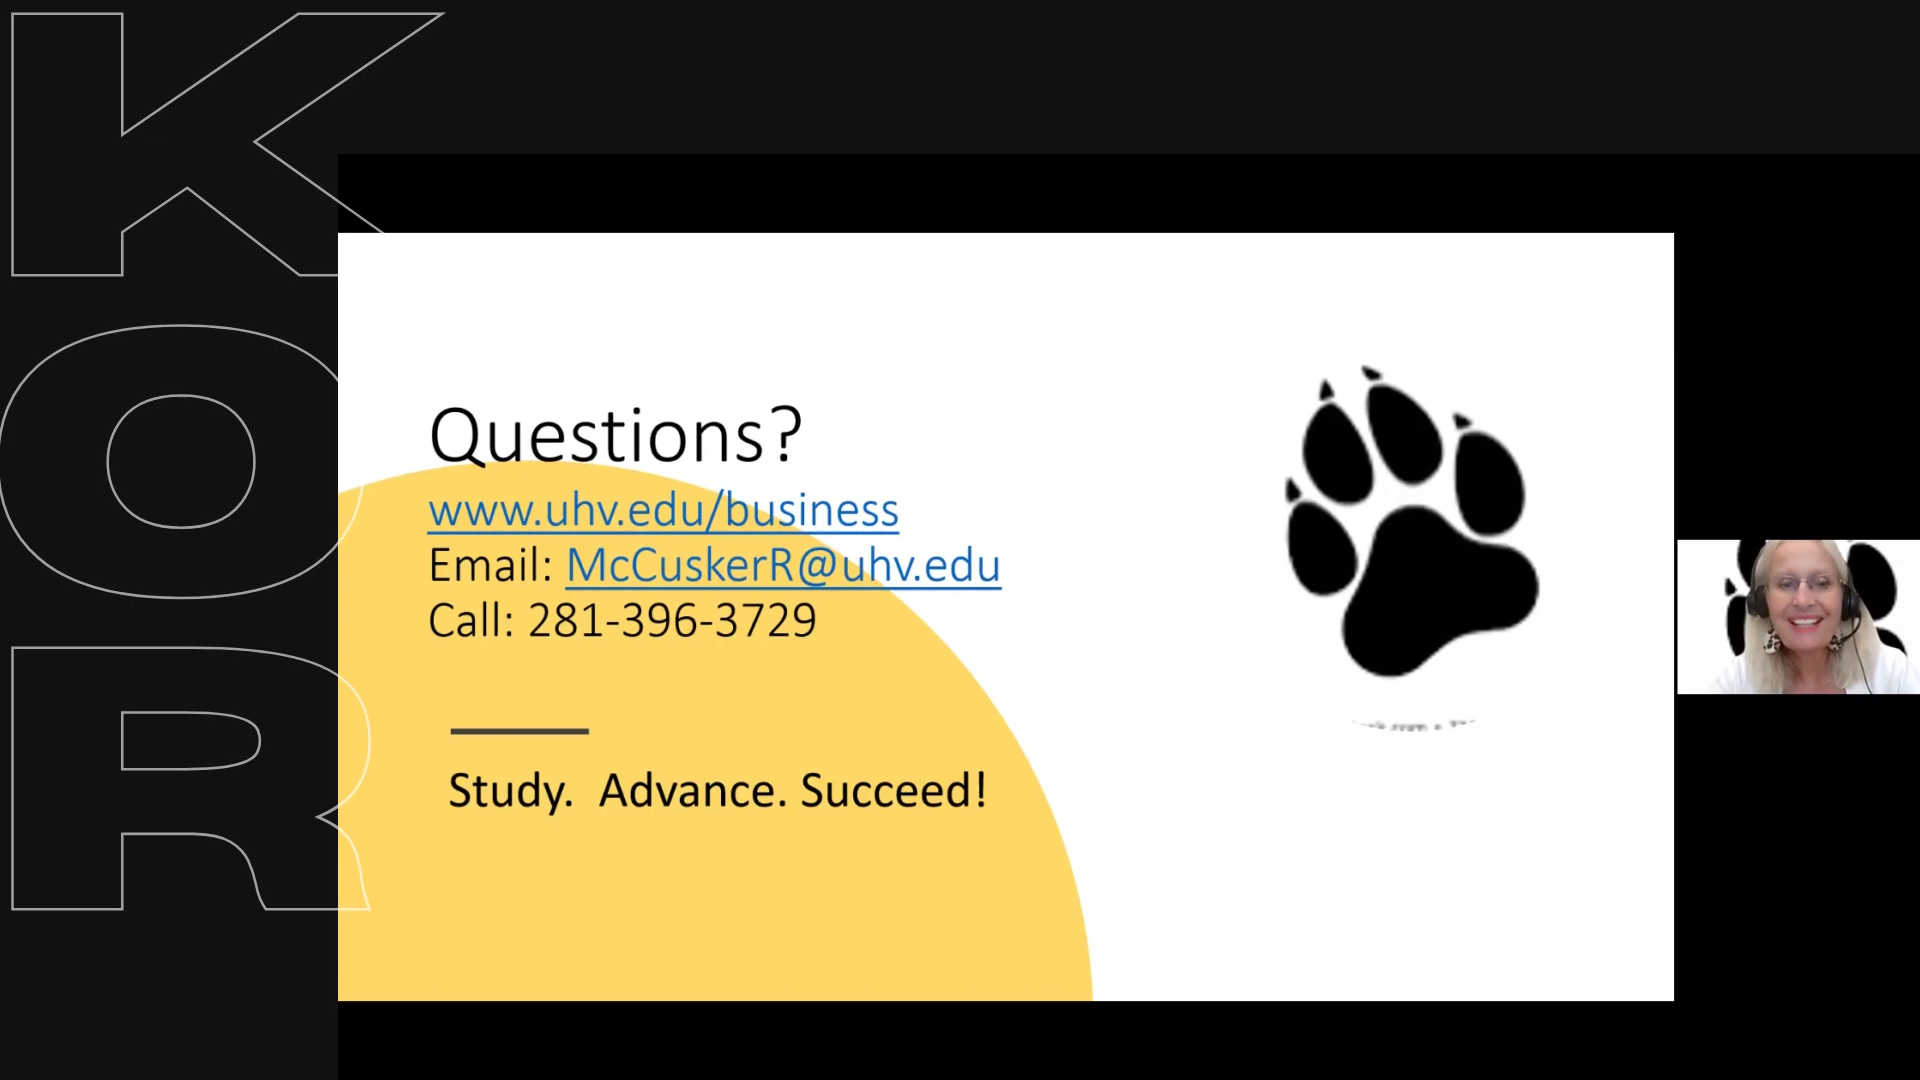 KOR
Questions?
www.uhv.edu/business
Email: McCuskerR@uhv.edu
Call: 281-396-3729
Study.  Advance. Succeed!